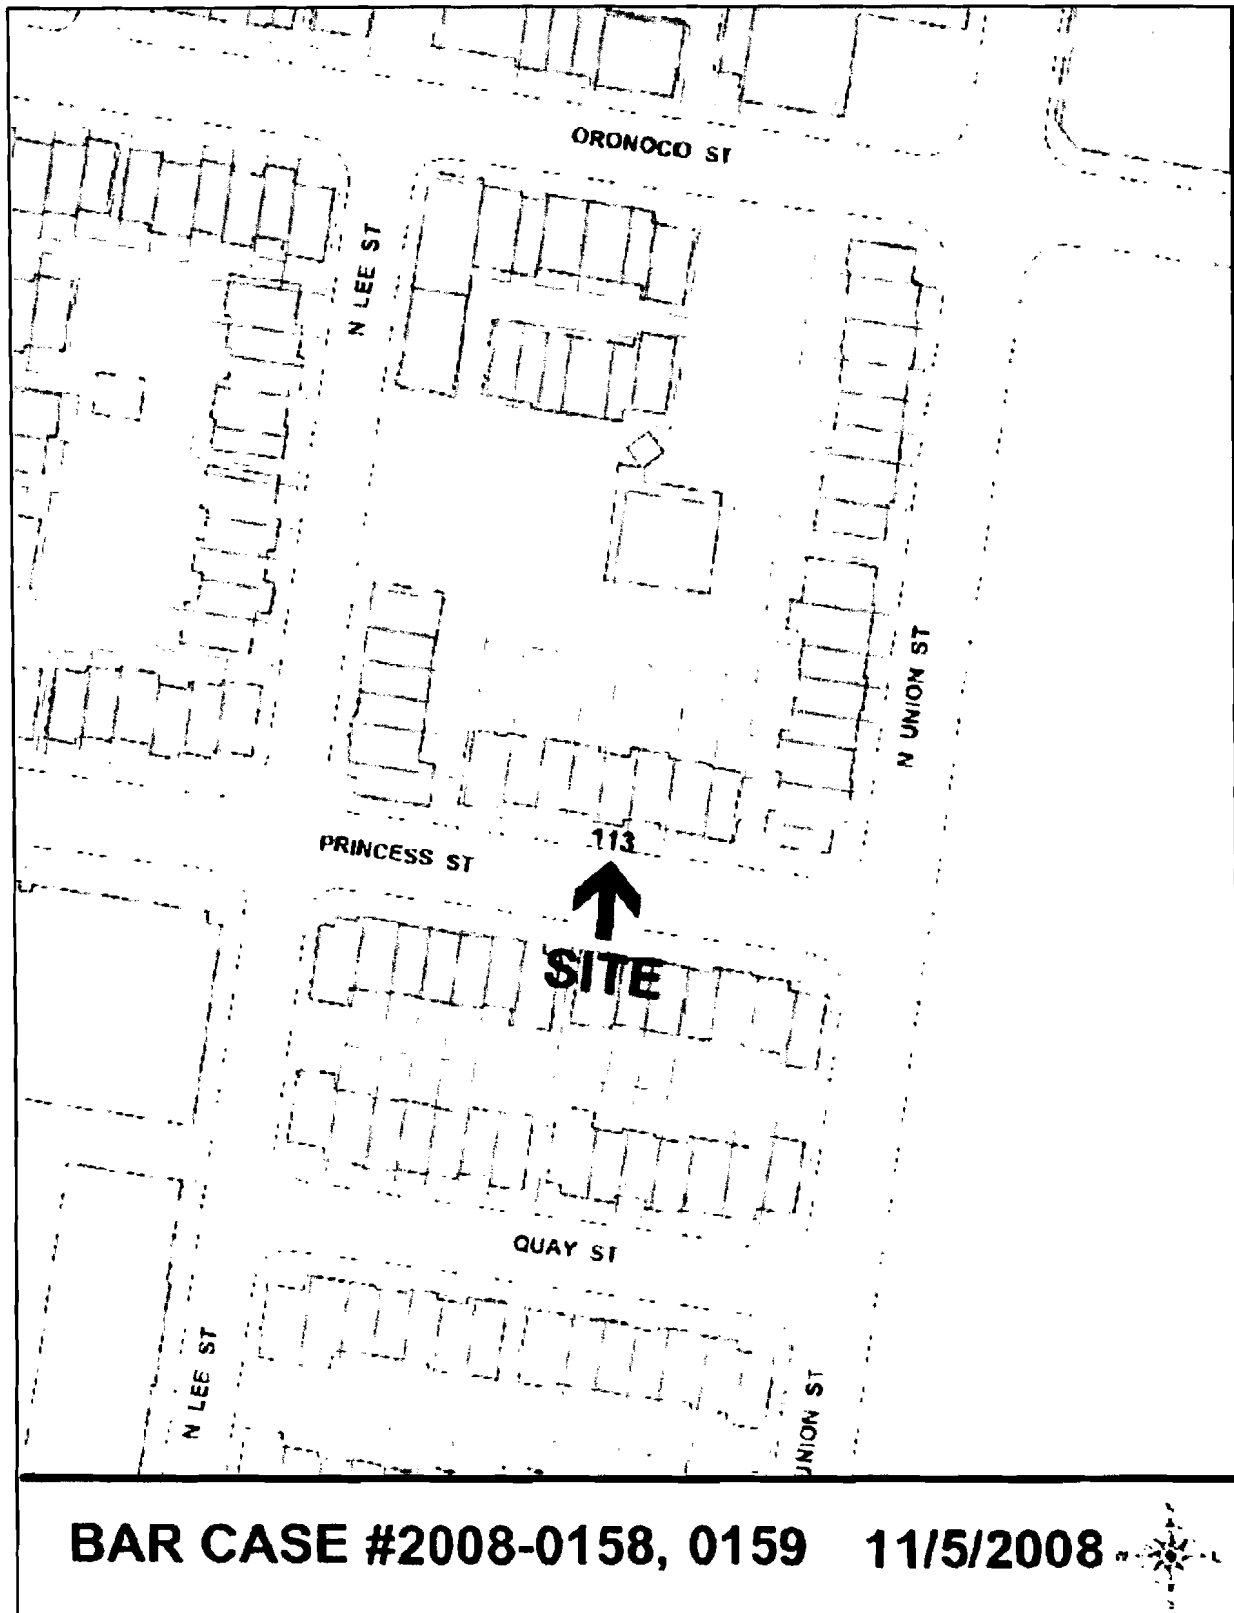 ORONOCO ST
N LEE ST
N UNION ST
113
PRINCESS ST
SITE
QUAY ST
N LEE ST
UNION ST
BAR CASE #2008-0158, 0159 11/5/2008